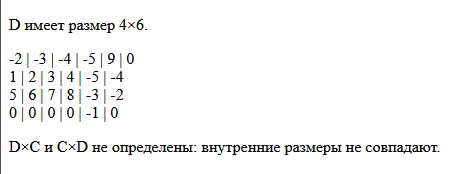 D имеет размер 4×6.
-2 | -3 | -4 | -5 | 9 | 0
1 | 2 | 3 | 4 | -5 | -4
5 | 6 | 7 | 8 | -3 | -2
0 | 0 | 0 | 0 | -1 | 0
D×C и C×D не определены: внутренние размеры не совпадают.